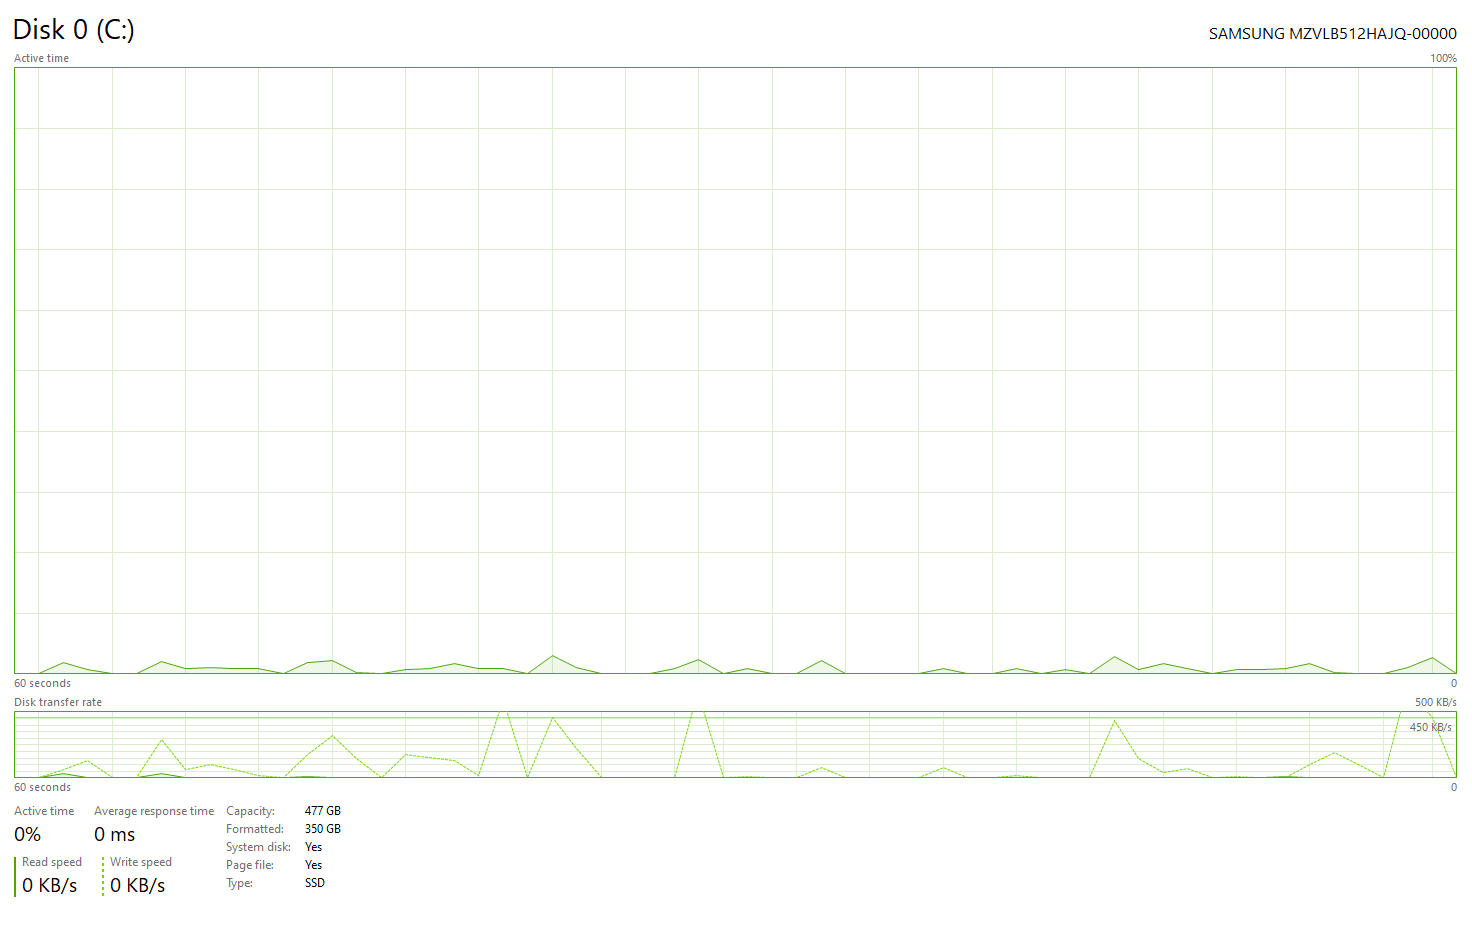 Disk 0 (C:) SAMSUNG MZVLB512HAJQ-00000
Active time 100%
60 seconds 0
Disk transfer rate 500 KB/s
450 KB/s
60 seconds 0
Active time Average response time Capacity: 477 GB
0% 0 ms Formatted: 350 GB
System disk: Yes
Read speed Write speed Page file: Yes
0 KB/s 0 KB/s Type: SSD